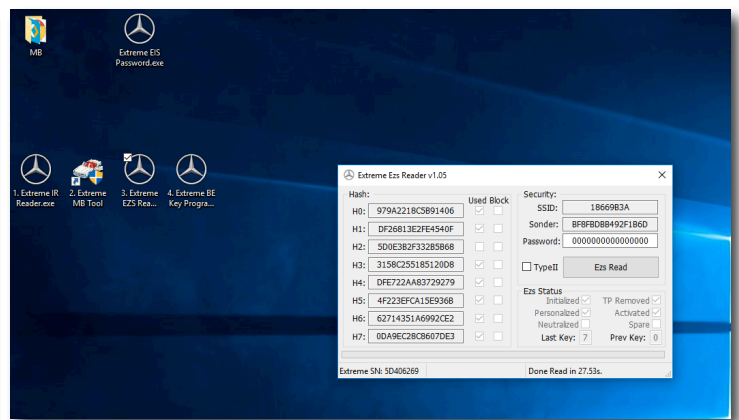 MB
Extreme EIS
Password.exe
1. Extreme IR
Reader.exe
2. Extreme
MB Tool
3. Extreme
EZS Rea...
4. Extreme BE
Key Progra...
Extreme Ezs Reader v1.05
Hash:
Used Block
H0: 979A2218C5B91406
H1: DF26813E2FE4540F
H2: 5D0E3B2F332B5B68
H3: 3158C255185120D8
H4: DFE722AA83729279
H5: 4F223EFCA15E936B
H6: 62714351A6992CE2
H7: 0DA9EC28C8607DE3
Security:
SSID: 18669B3A
Sonder: BF8FBDBB492F1B6D
Password: 0000000000000000
TypeII Ezs Read
Ezs Status
Initialized TP Removed
Personalized Activated
Neutralized Spare
Last Key: 7 Prev Key: 0
Extreme SN: 5D406269
Done Read in 27.53s.